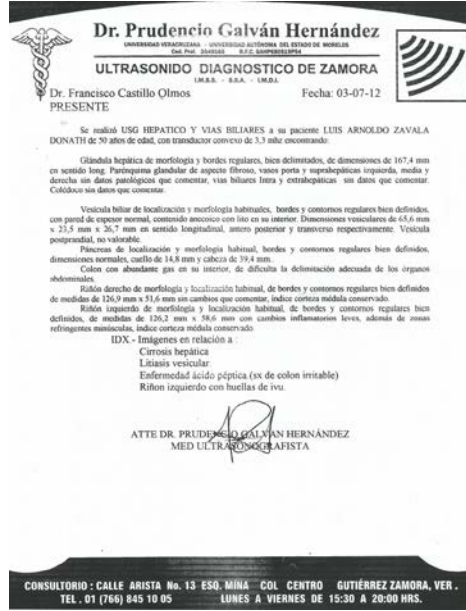 Dr. Prudencio Galván Hernández
UNIVERSIDAD VERACRUZANA - UNIVERSIDAD AUTÓNOMA DEL ESTADO DE MORELOS
Ced. Prof.
ULTRASONIDO DIAGNOSTICO DE ZAMORA
I.M.S.S. - S.S.A. - I.M.D.I.
Dr. Francisco Castillo Olmos Fecha: 03-07-12
PRESENTE
Se realizó USG HEPATICO Y VIAS BILIARES a su paciente LUIS ARNOLDO ZAVALA
DONATH de 50 años de edad, con transductor convexo de 3,3 mhz encontrando:
Glándula hepática de morfología y bordes regulares, bien delimitados, de dimensiones de 167,4 mm
en sentido long. Parénquima glandular de aspecto fibroso, vasos porta y suprahepáticas izquierda, media y
derecha sin datos patológicos que comentar, vías biliares Intra y extrahepáticas sin datos que comentar.
Colédoco sin datos que comentar.
Vesícula biliar de localización y morfología habituales, bordes y contornos regulares bien definidos,
con pared de espesor normal, contenido anecoico con lito en su interior. Dimensiones vesiculares de 65,6 mm
x 23,5 mm x 26,7 mm en sentido longitudinal, antero posterior y transverso respectivamente. Vesícula
postprandial, no valorable.
Páncreas de localización y morfología habitual, bordes y contornos regulares bien definidos,
dimensiones normales, cuello de 14,8 mm y cabeza de 39,4 mm.
Colon con abundante gas en su interior, de dificulta la delimitación adecuada de los órganos
abdominales.
Riñón derecho de morfología y localización habitual, de bordes y contornos regulares bien definidos
de medidas de 126,9 mm x 51,6 mm sin cambios que comentar, índice corteza médula conservado.
Riñón izquierdo de morfología y localización habitual, de bordes y contornos regulares bien
definidos, de medidas de 126,2 mm x 58,6 mm con cambios inflamatorios leves, además de zonas
refringentes minúsculas, índice corteza médula conservado.
IDX - Imágenes en relación a :
Cirrosis hepática
Litiasis vesicular.
Enfermedad ácido péptica (sx de colon irritable)
Riñon izquierdo con huellas de ivu.
ATTE DR. PRUDENCIO GALVAN HERNÁNDEZ
MED ULTRASONOGRAFISTA
CONSULTORIO : CALLE ARISTA No. 13 ESQ. MINA COL CENTRO GUTIÉRREZ ZAMORA, VER .
TEL . 01 (766) 845 10 05 LUNES A VIERNES DE 15:30 A 20:00 HRS.